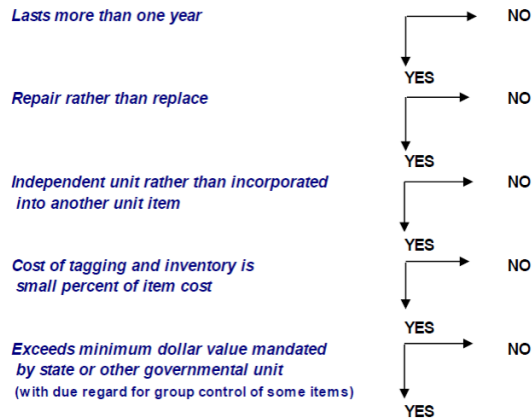 Lasts more than one year NO
YES
Repair rather than replace NO
YES
Independent unit rather than incorporated NO
into another unit item
YES
Cost of tagging and inventory is NO
small percent of item cost
YES
Exceeds minimum dollar value mandated NO
by state or other governmental unit
(with due regard for group control of some items)
YES